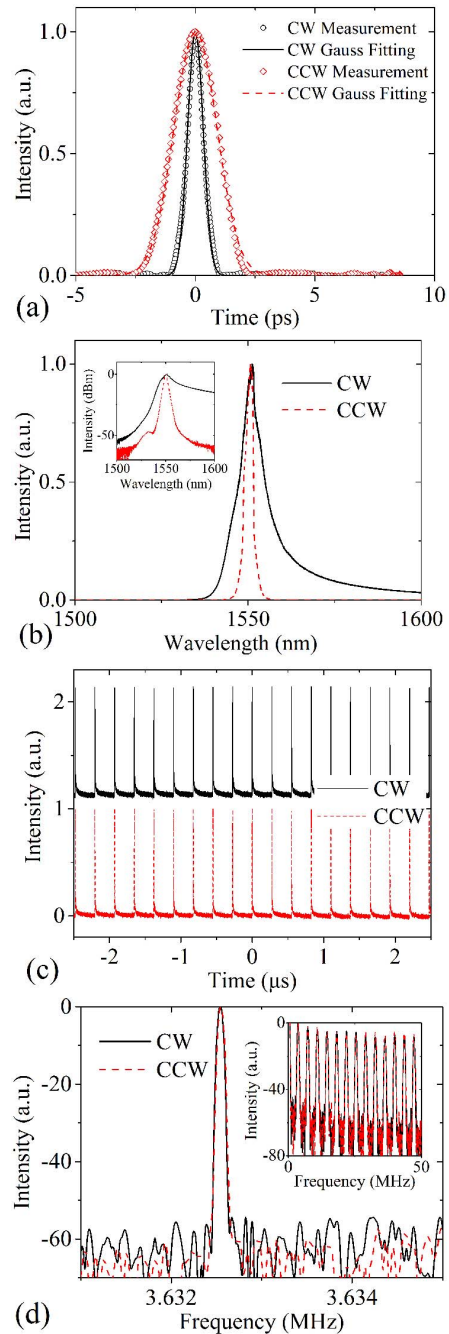 1.0
CW Measurement
CW Gauss Fitting
CCW Measurement
CCW Gauss Fitting
Intensity (a.u.)
0.5
0.0
-5 0 5 10
Time (ps)
(a)
1.0
CW
CCW
0
-50
Intensity (dBm)
1500 1550 1600
Wavelength (nm)
Intensity (a.u.)
0.5
0.0
1500 1550 1600
Wavelength (nm)
(b)
2
Intensity (a.u.)
CW
1
CCW
0
-2 -1 0 1 2
Time (μs)
(c)
0
CW
CCW
0
-40
-80
Intensity (a.u.)
0 50
Frequency (MHz)
Intensity (a.u.)
-20
-40
-60
3.632 3.634
Frequency (MHz)
(d)